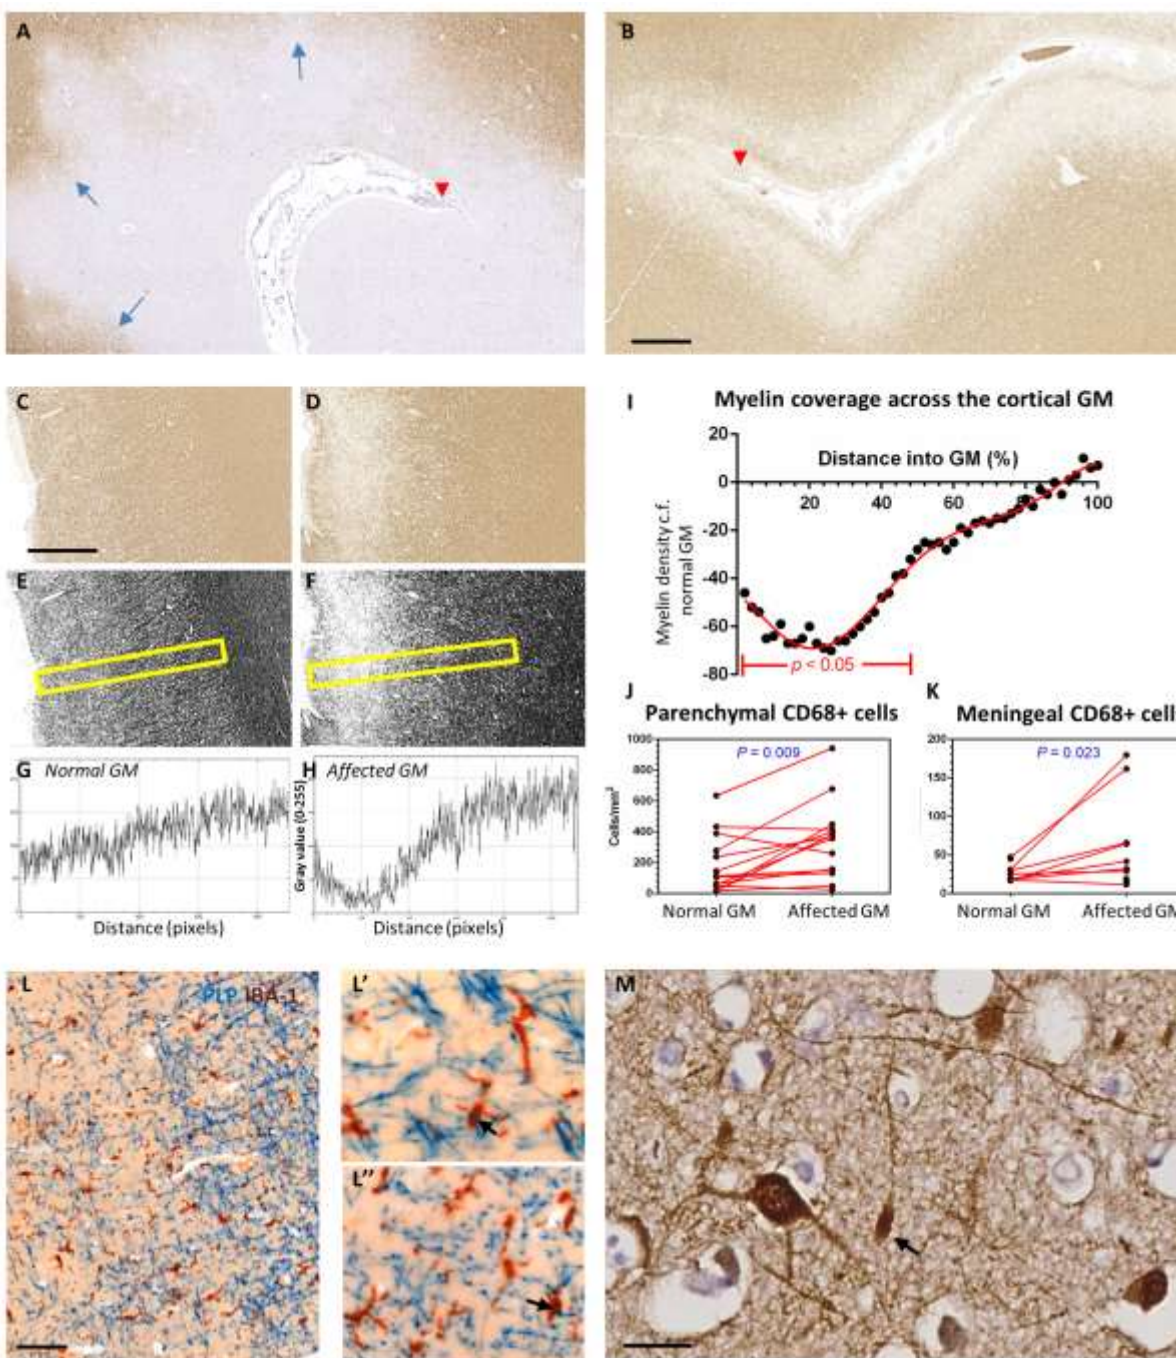 A
B
C
D
I
Myelin coverage across the cortical GM
20
Distance into GM (%)
0
20
40
60
80
100
-20
-40
-60
-80
Myelin density c.f.
normal GM
p < 0.05
E
F
G Normal GM
H Affected GM
Gray value (0-255)
Distance (pixels)
Distance (pixels)
J
Parenchymal CD68+ cells
P = 0.009
1000
800
600
400
200
0
Cells/mm²
Normal GM
Affected GM
K
Meningeal CD68+ cell
P = 0.023
200
150
100
50
0
Normal GM
Affected GM
L
PLP IBA-1
L'
L''
M